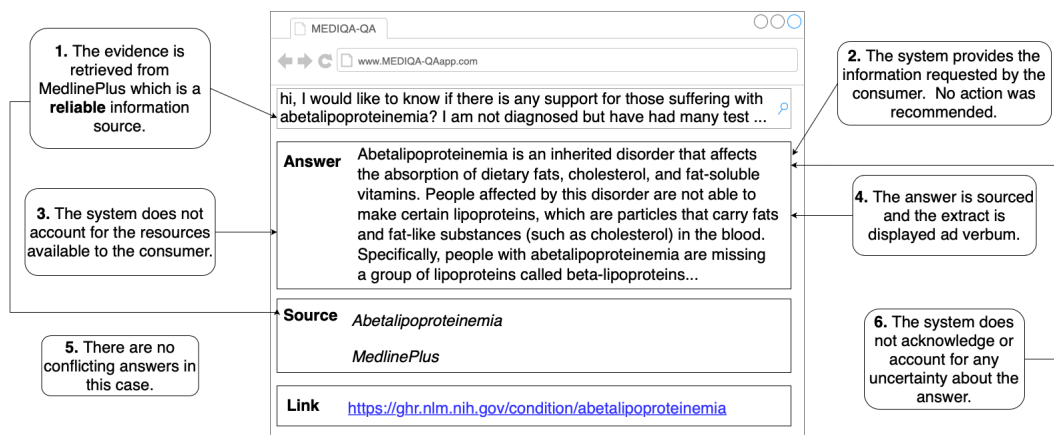 MEDIQA-QA
www.MEDIQA-QAapp.com
1. The evidence is
retrieved from
MedlinePlus which is a
reliable information
source.
2. The system provides the
information requested by the
consumer. No action was
recommended.
hi, I would like to know if there is any support for those suffering with
abetalipoproteinemia? I am not diagnosed but have had many test ...
Answer
Abetalipoproteinemia is an inherited disorder that affects
the absorption of dietary fats, cholesterol, and fat-soluble
vitamins. People affected by this disorder are not able to
make certain lipoproteins, which are particles that carry fats
and fat-like substances (such as cholesterol) in the blood.
Specifically, people with abetalipoproteinemia are missing
a group of lipoproteins called beta-lipoproteins...
3. The system does not
account for the resources
available to the consumer.
4. The answer is sourced
and the extract is
displayed ad verbum.
Source
Abetalipoproteinemia
MedlinePlus
5. There are no
conflicting answers in
this case.
6. The system does
not acknowledge or
account for any
uncertainty about the
answer.
Link
https://ghr.nlm.nih.gov/condition/abetalipoproteinemia